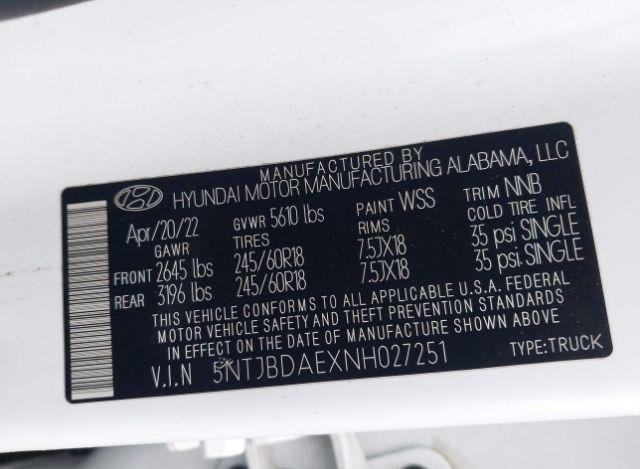 MANUFACTURED BY
HYUNDAI MOTOR MANUFACTURING ALABAMA, LLC
Apr/20/22 GVWR 5610 lbs PAINT WSS TRIM NNB
GAWR TIRES RIMS COLD TIRE INFL
FRONT 2645 lbs 245/60R18 7.5JX18 35 psi SINGLE
REAR 3196 lbs 245/60R18 7.5JX18 35 psi SINGLE
THIS VEHICLE CONFORMS TO ALL APPLICABLE U.S.A. FEDERAL
MOTOR VEHICLE SAFETY AND THEFT PREVENTION STANDARDS
IN EFFECT ON THE DATE OF MANUFACTURE SHOWN ABOVE
V.I.N 5NTJBDAEXNH027251 TYPE:TRUCK